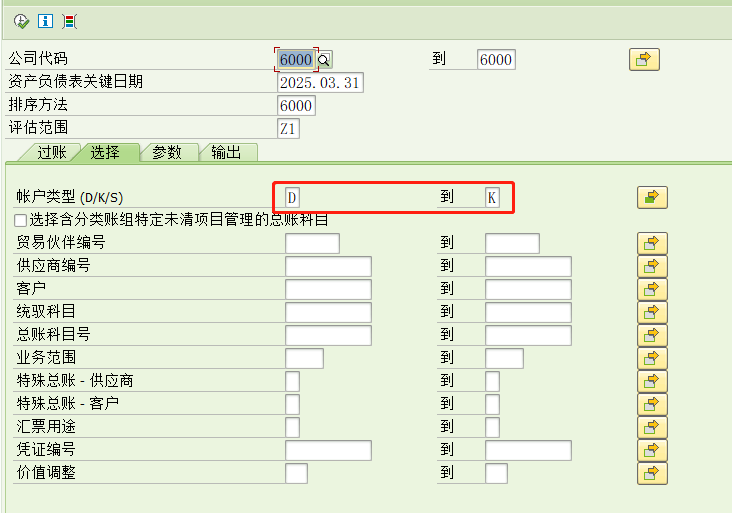 公司代码 6000 到 6000
资产负债表关键日期 2025.03.31
排序方法 6000
评估范围 Z1
过账 选择 参数 输出
帐户类型 (D/K/S) D 到 K
选择含分类账组特定未清项目管理的总账科目
贸易伙伴编号 到
供应商编号 到
客户 到
统驭科目 到
总账科目号 到
业务范围 到
特殊总账 - 供应商 到
特殊总账 - 客户 到
汇票用途 到
凭证编号 到
价值调整 到